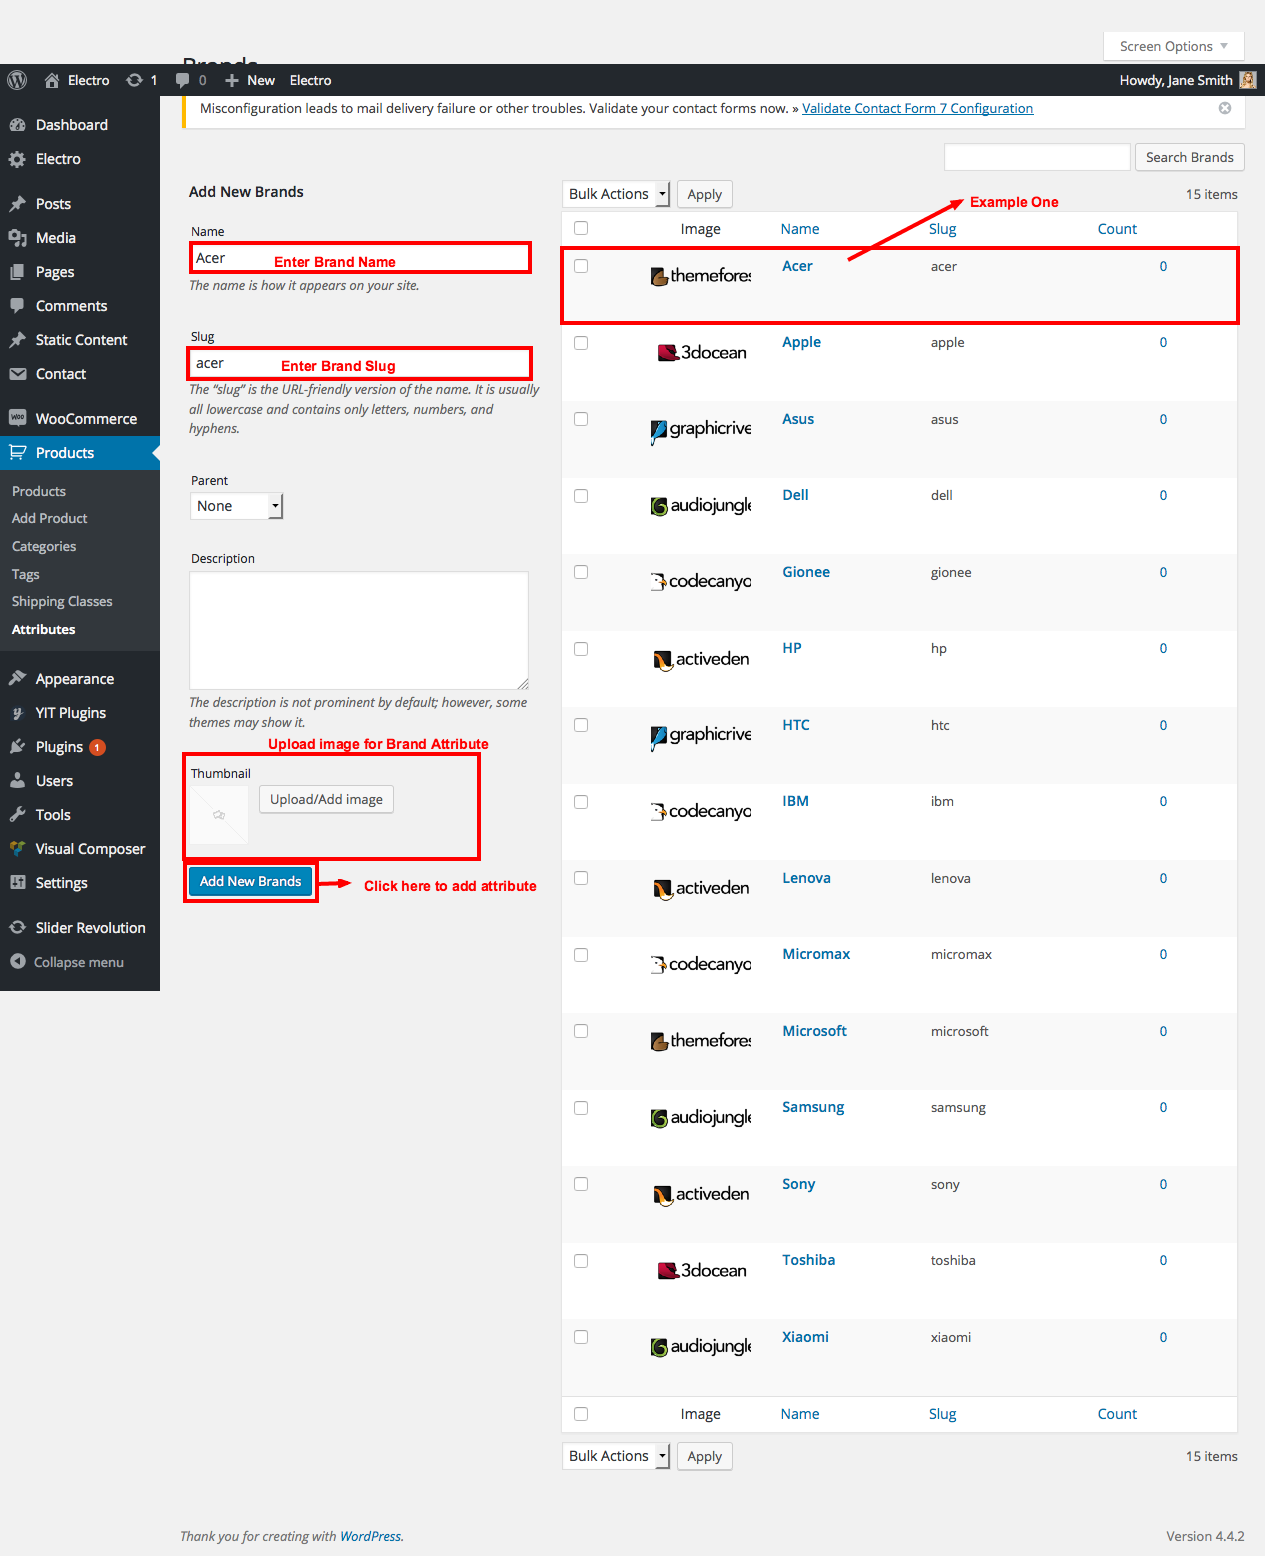 Screen Options
Brands
Electro
1
0
New
Electro
Howdy, Jane Smith
Misconfiguration leads to mail delivery failure or other troubles. Validate your contact forms now. » Validate Contact Form 7 Configuration
Dashboard
Electro
Posts
Media
Pages
Comments
Static Content
Contact
WooCommerce
Products
Products
Add Product
Categories
Tags
Shipping Classes
Attributes
Appearance
YIT Plugins
Plugins 1
Users
Tools
Visual Composer
Settings
Slider Revolution
Collapse menu
Search Brands
Add New Brands
Name
Acer
Enter Brand Name
The name is how it appears on your site.
Slug
acer
Enter Brand Slug
The “slug” is the URL-friendly version of the name. It is usually
all lowercase and contains only letters, numbers, and
hyphens.
Parent
None
Description
The description is not prominent by default; however, some
themes may show it.
Upload image for Brand Attribute
Thumbnail
Upload/Add image
Add New Brands
Click here to add attribute
Bulk Actions
Apply
15 items
Example One
Image Name Slug Count
themefores Acer acer 0
3docean Apple apple 0
graphicrive Asus asus 0
audiojungle Dell dell 0
codecanyo Gionee gionee 0
activeden HP hp 0
graphicrive HTC htc 0
codecanyo IBM ibm 0
activeden Lenova lenova 0
codecanyo Micromax micromax 0
themefores Microsoft microsoft 0
audiojungle Samsung samsung 0
activeden Sony sony 0
3docean Toshiba toshiba 0
audiojungle Xiaomi xiaomi 0
Image Name Slug Count
Bulk Actions
Apply
15 items
Thank you for creating with WordPress.
Version 4.4.2